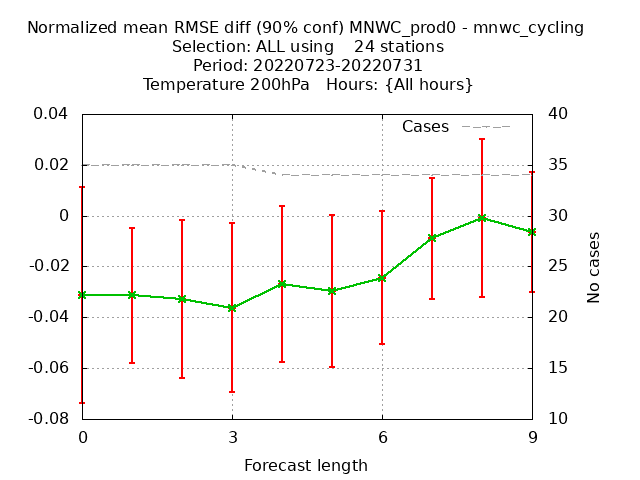 Normalized mean RMSE diff (90% conf) MNWC_prod0 - mnwc_cycling
Selection: ALL using    24 stations
Period: 20220723-20220731
Temperature 200hPa   Hours: {All hours}
Cases
0.04
0.02
0
-0.02
-0.04
-0.06
-0.08
40
35
30
25
20
15
10
No cases
0 3 6 9
Forecast length